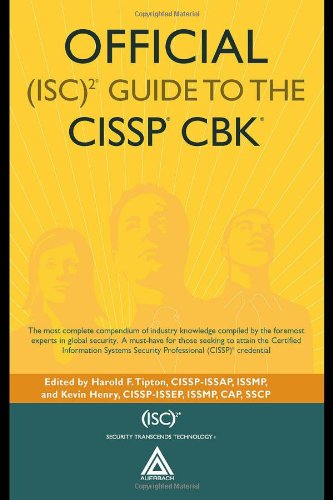 OFFICIAL
(ISC)²® GUIDE TO THE
CISSP® CBK®
The most complete compendium of industry knowledge compiled by the foremost
experts in global security. A must-have for those seeking to attain the Certified
Information Systems Security Professional (CISSP)® credential
Edited by Harold F. Tipton, CISSP-ISSAP, ISSMP,
and Kevin Henry, CISSP-ISSEP, ISSMP, CAP, SSCP
(ISC)²®
SECURITY TRANSCENDS TECHNOLOGY
AUERBACH